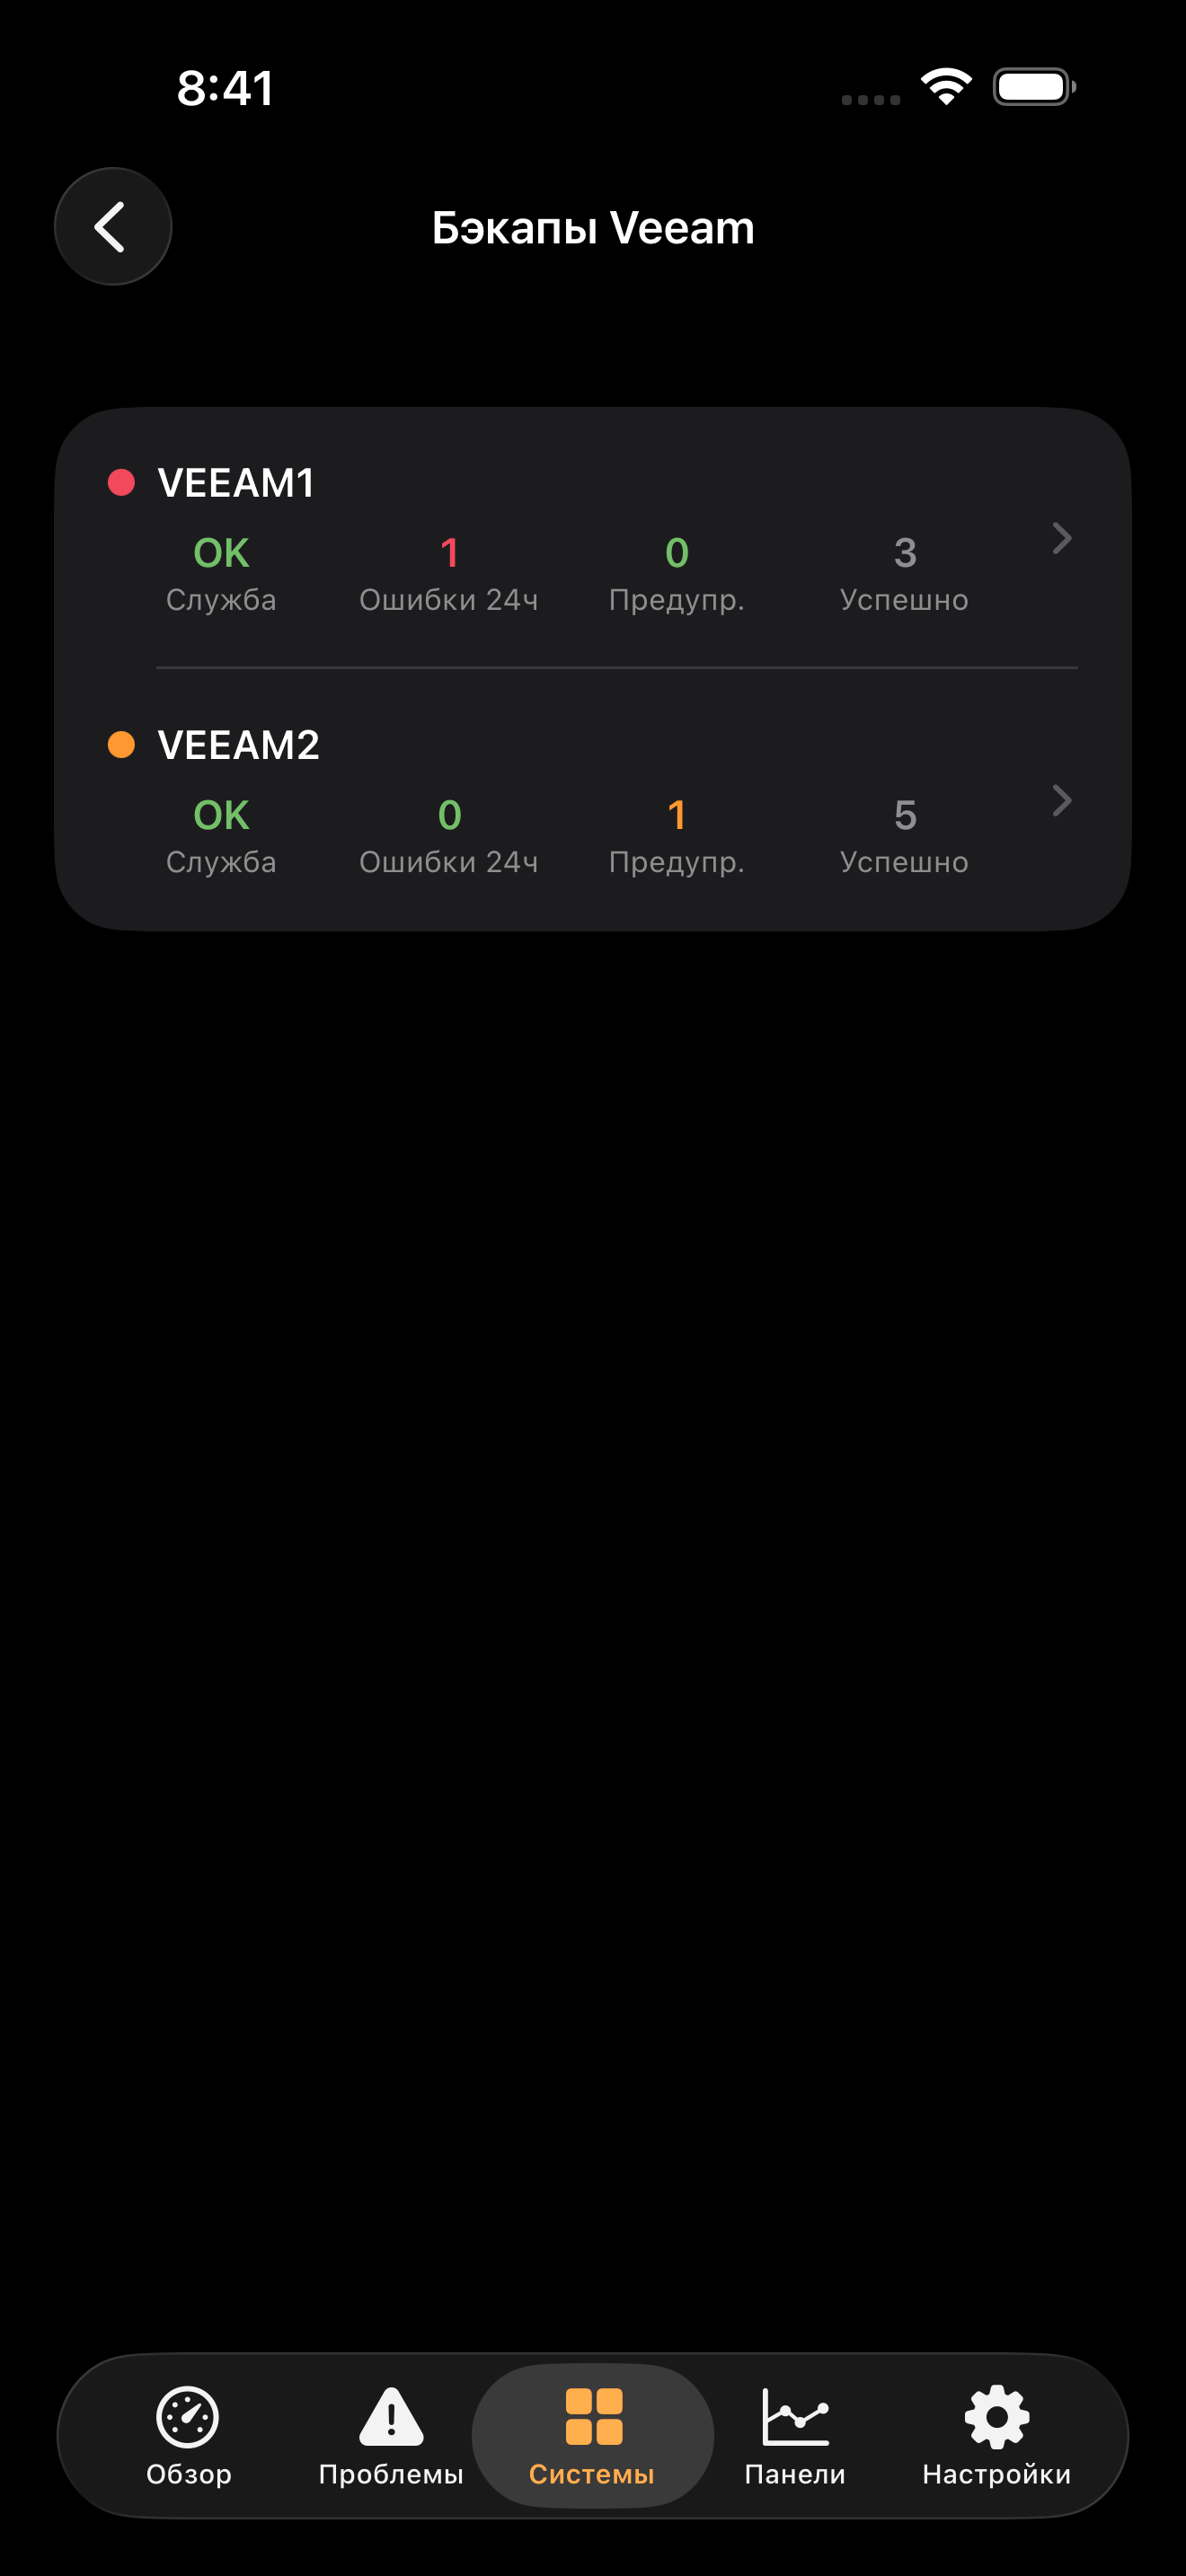 8:41
Бэкапы Veeam
VEEAM1
OK 1 0 3
Служба Ошибки 24ч Предупр. Успешно
VEEAM2
OK 0 1 5
Служба Ошибки 24ч Предупр. Успешно
Обзор Проблемы Системы Панели Настройки